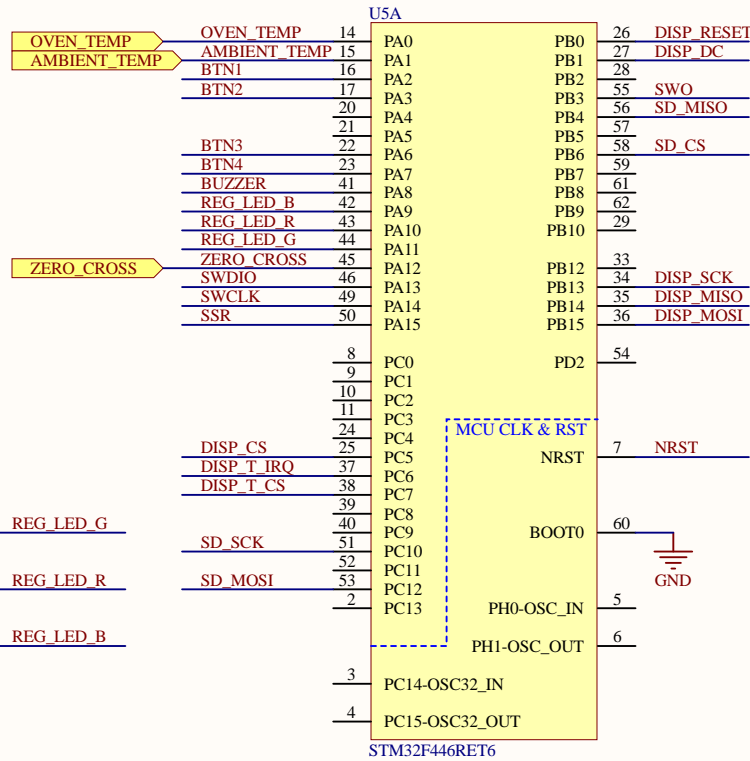 U5A
OVEN_TEMP OVEN_TEMP 14 PA0 PB0 26 DISP_RESET
AMBIENT_TEMP AMBIENT_TEMP 15 PA1 PB1 27 DISP_DC
BTN1 16 PA2 PB2 28
BTN2 17 PA3 PB3 55 SWO
20 PA4 PB4 56 SD_MISO
21 PA5 PB5 57
BTN3 22 PA6 PB6 58 SD_CS
BTN4 23 PA7 PB7 59
BUZZER 41 PA8 PB8 61
REG_LED_B 42 PA9 PB9 62
REG_LED_R 43 PA10 PB10 29
REG_LED_G 44 PA11
ZERO_CROSS ZERO_CROSS 45 PA12 PB12 33
SWDIO 46 PA13 PB13 34 DISP_SCK
SWCLK 49 PA14 PB14 35 DISP_MISO
SSR 50 PA15 PB15 36 DISP_MOSI
8 PC0 PD2 54
9 PC1
10 PC2
11 PC3
24 PC4 MCU CLK & RST
DISP_CS 25 PC5 NRST 7 NRST
DISP_T_IRQ 37 PC6
DISP_T_CS 38 PC7
39 PC8
REG_LED_G 40 PC9 BOOT0 60
SD_SCK 51 PC10
52 PC11
REG_LED_R SD_MOSI 53 PC12 GND
2 PC13 PH0-OSC_IN 5
REG_LED_B PH1-OSC_OUT 6
3 PC14-OSC32_IN
4 PC15-OSC32_OUT
STM32F446RET6